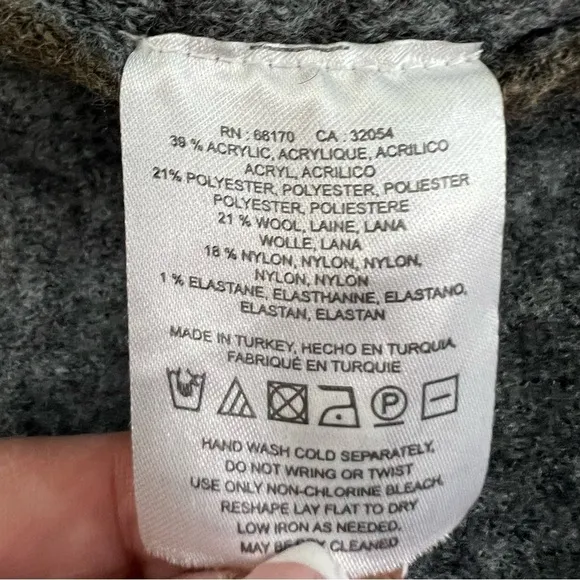 RN : 66170 CA : 32054
39 % ACRYLIC, ACRYLIQUE, ACRILICO
ACRYL, ACRILICO
21% POLYESTER, POLYESTER, POLIESTER
POLYESTER, POLIESTERE
21 % WOOL, LAINE, LANA
WOLLE, LANA
18 % NYLON, NYLON, NYLON,
NYLON, NYLON
1 % ELASTANE, ELASTHANNE, ELASTANO,
ELASTAN, ELASTAN
MADE IN TURKEY, HECHO EN TURQUIA
FABRIQUÉ EN TURQUIE
P
HAND WASH COLD SEPARATELY,
DO NOT WRING OR TWIST
USE ONLY NON-CHLORINE BLEACH,
RESHAPE LAY FLAT TO DRY
LOW IRON AS NEEDED,
MAY CLEANED